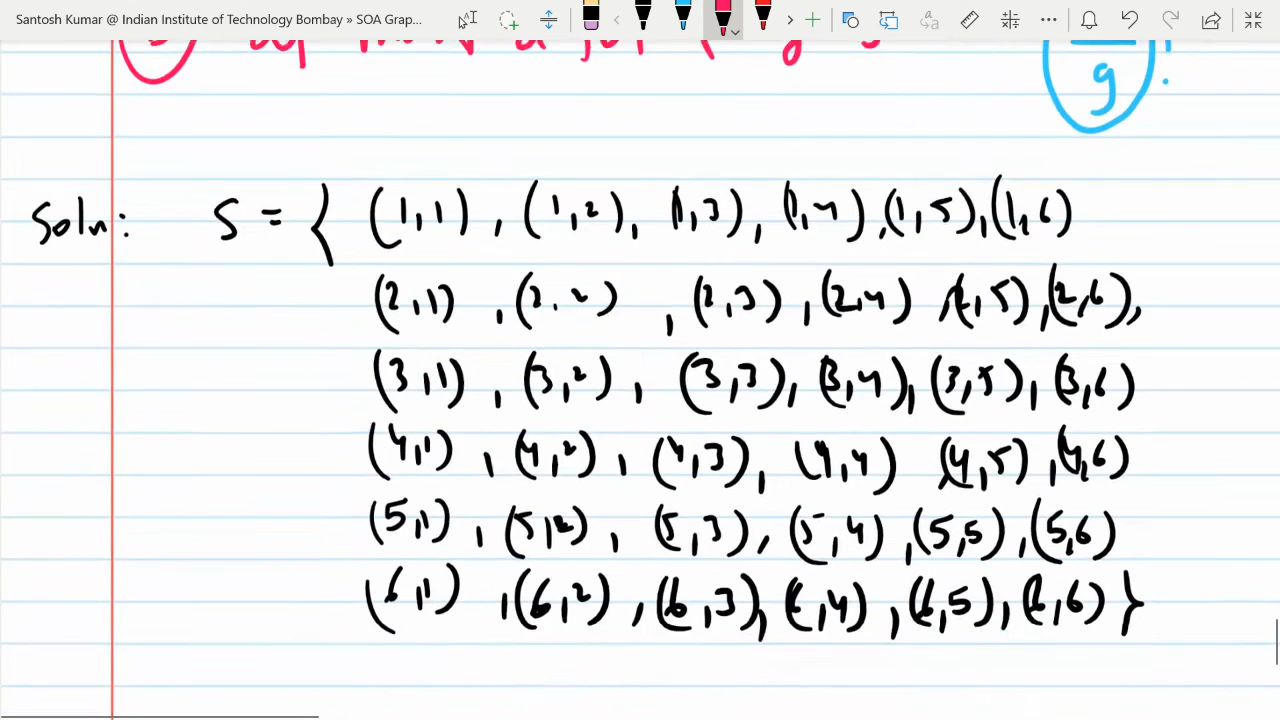 Santosh Kumar @ Indian Institute of Technology Bombay » SOA Grap...
g
Soln: S = { (1,1) , (1,2), (1,3), (1,4), (1,5), (1,6)
(2,1) , (2,2) , (2,3) , (2,4) , (2,5) , (2,6),
(3,1) , (3,2) , (3,3), (3,4), (3,5), (3,6)
(4,1) , (4,2) , (4,3), (4,4) (4,5) , (4,6)
(5,1) , (5,2) , (5,3), (5,4) , (5,5) , (5,6)
(6,1) , (6,2) , (6,3), (6,4) , (6,5), (6,6) }